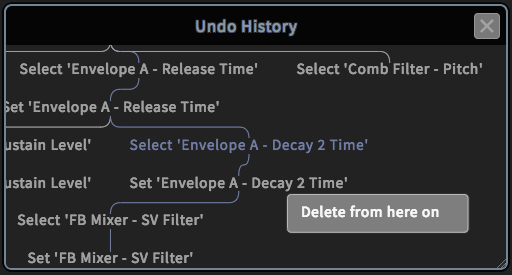 Undo History
Select 'Envelope A - Release Time' Select 'Comb Filter - Pitch'
Set 'Envelope A - Release Time'
ustain Level' Select 'Envelope A - Decay 2 Time'
ustain Level' Set 'Envelope A - Decay 2 Time'
Select 'FB Mixer - SV Filter'
Delete from here on
Set 'FB Mixer - SV Filter'